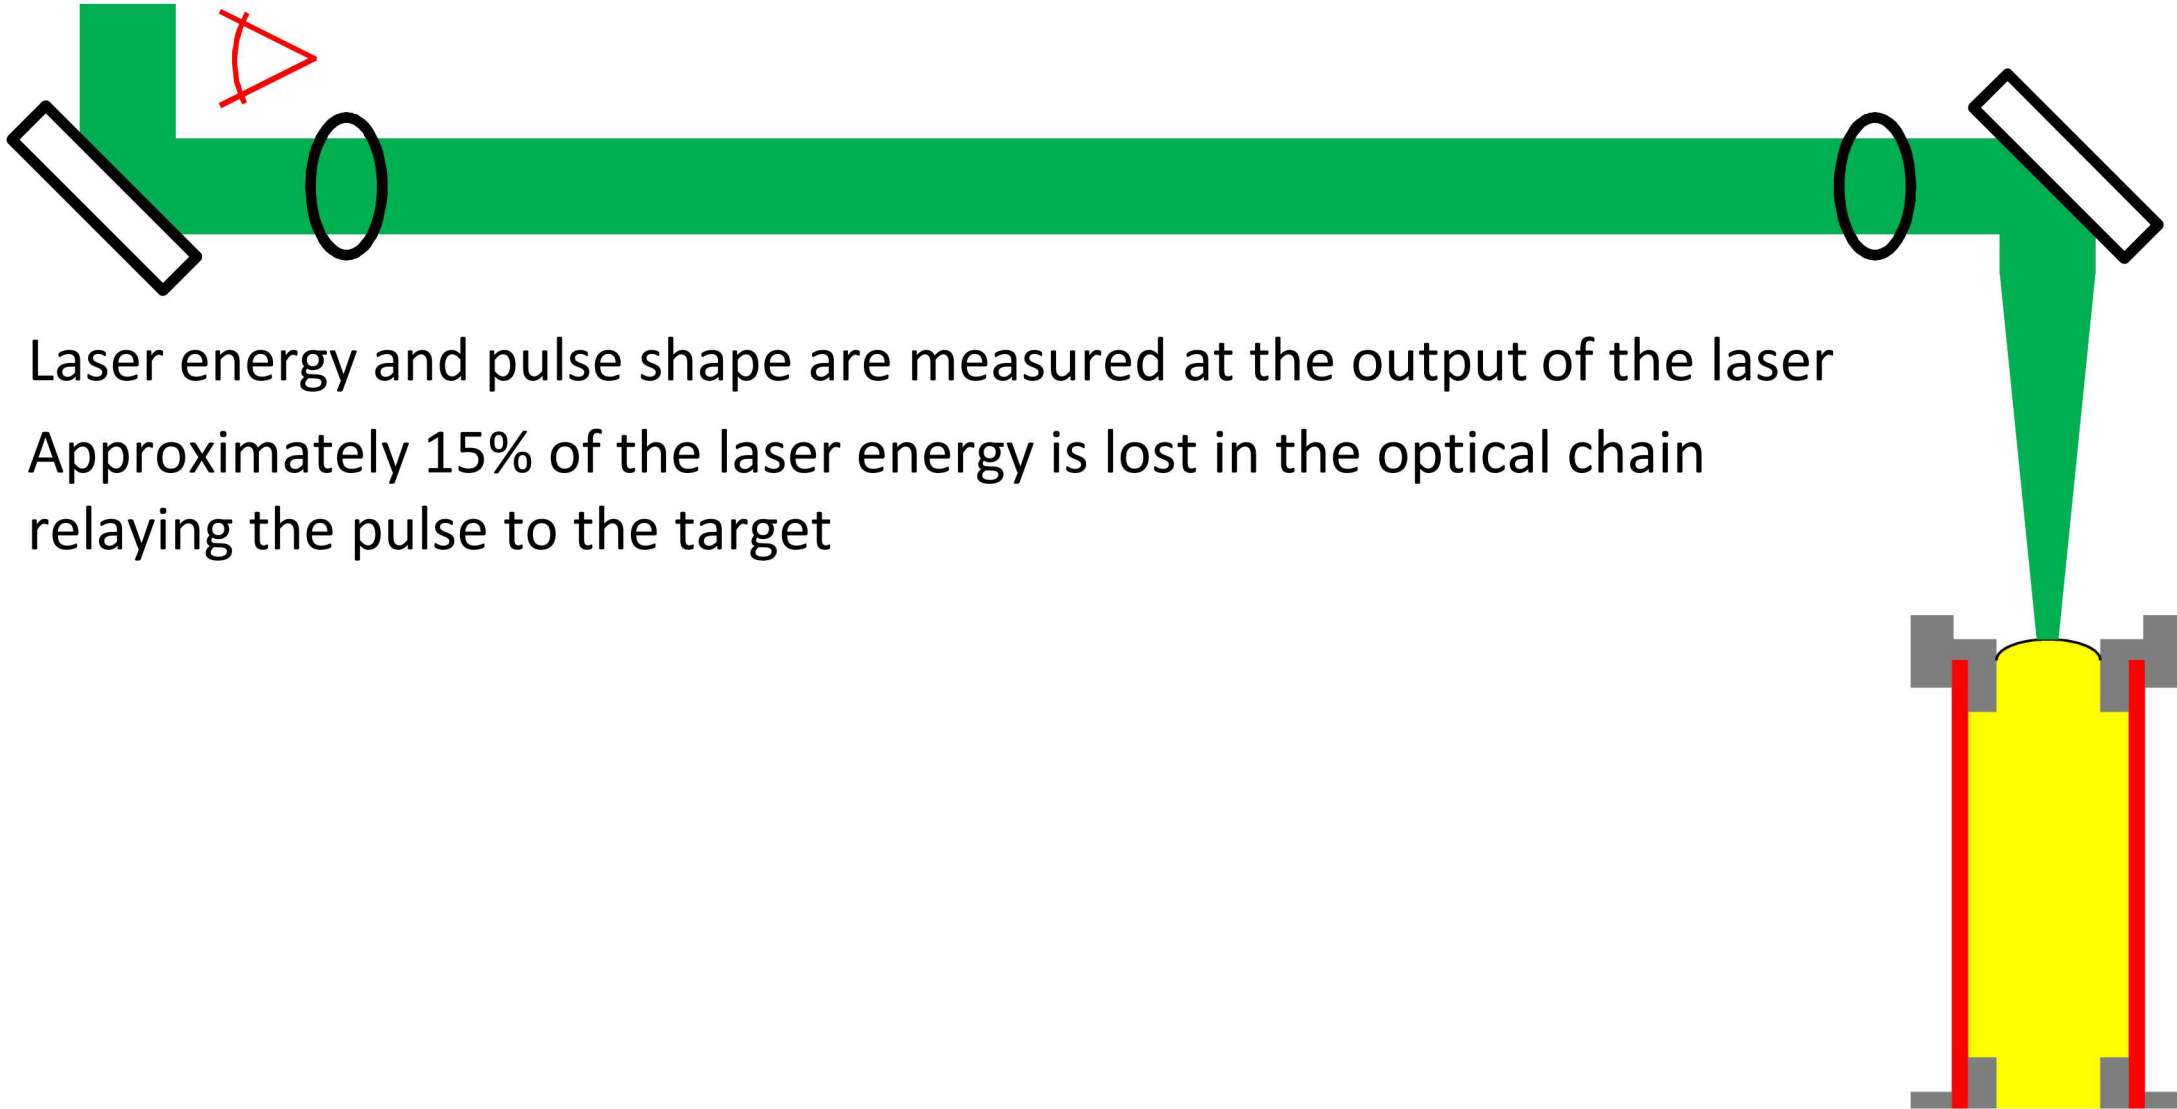 Laser energy and pulse shape are measured at the output of the laser
Approximately 15% of the laser energy is lost in the optical chain
relaying the pulse to the target